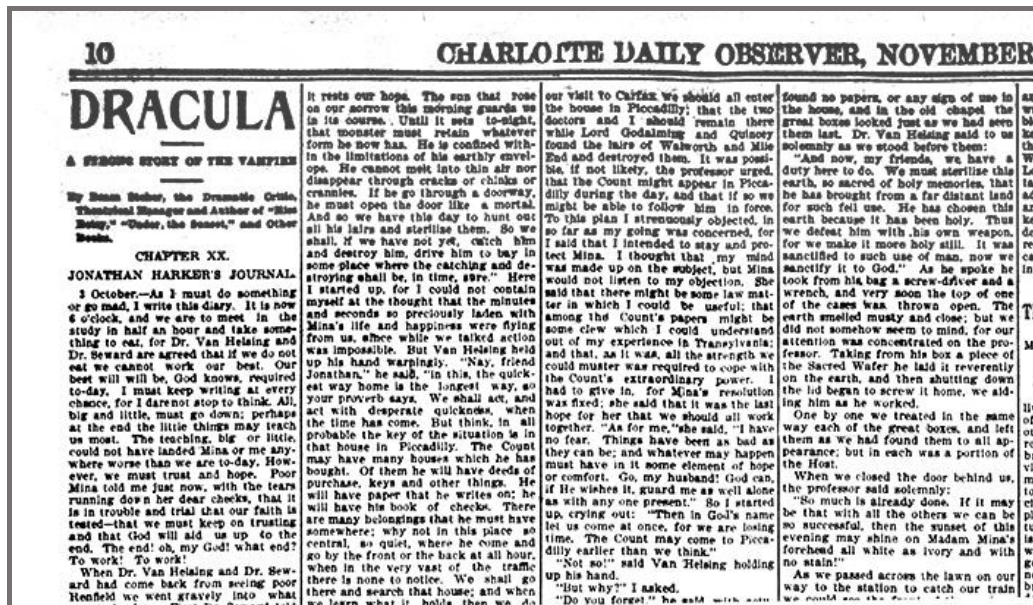 10
CHARLOTTE DAILY OBSERVER, NOVEMBER
DRACULA
A STRONG STORY OF THE VAMPIRE
By Bram Stoker, the Dramatic Critic,
Theatrical Manager and Author of "Miss
Betsy," "Under, the Sunset," and Other
Books.
CHAPTER XX.
JONATHAN HARKER'S JOURNAL.
3 October.—As I must do something
or go mad, I write this diary. It is now
6 o'clock, and we are to meet in the
study in half an hour and take some-
thing to eat, for Dr. Van Helsing and
Dr. Seward are agreed that if we do not
eat we cannot work our best. Our
best will will be, God knows, required
to-day. I must keep writing at every
chance, for I dare not stop to think. All,
big and little, must go down; perhaps
at the end the little things may teach
us most. The teaching, big or little,
could not have landed Mina or me any-
where worse than we are to-day. How-
ever, we must trust and hope. Poor
Mina told me just now, with the tears
running down her dear cheeks, that it
is in trouble and trial that our faith is
tested—that we must keep on trusting
and that God will aid us up to the
end. The end! oh, my God! what end?
To work! To work!
When Dr. Van Helsing and Dr. Sew-
ard had come back from seeing poor
Renfield we went gravely into what
it rests our hope. The sun that rose
on our sorrow this morning guards us
in its course. Until it sets to-night,
that monster must retain whatever
form he now has. He is confined with-
in the limitations of his earthly envel-
ope. He cannot melt into thin air nor
disappear through cracks or chinks or
crannies. If he go through a doorway,
he must open the door like a mortal.
And so we have this day to hunt out
all his lairs and sterilise them. So we
shall, if we have not yet, catch him
and destroy him, drive him to bay in
some place where the catching and de-
stroying shall be, in time, sure." Here
I started up, for I could not contain
myself at the thought that the minutes
and seconds so preciously laden with
Mina's life and happiness were flying
from us, since while we talked action
was impossible. But Van Helsing held
up his hand warningly. "Nay, friend
Jonathan," he said, "in this, the quick-
est way home is the longest way, so
your proverb says. We shall act, and
act with desperate quickness, when
the time has come. But think, in all
probable the key of the situation is in
that house in Piccadilly. The Count
may have many houses which he has
bought. Of them he will have deeds of
purchase, keys and other things. He
will have paper that he writes on; he
will have his book of checks. There
are many belongings that he must have
somewhere; why not in this place so
central, so quiet, where he come and
go by the front or the back at all hour,
when in the very vast of the traffic
there is none to notice. We shall go
there and search that house; and when
we learn what it holds, then we do
our visit to Carfax we should all enter
the house in Piccadilly; that the two
doctors and I should remain there
while Lord Godalming and Quincey
found the lairs of Walworth and Mile
End and destroyed them. It was possi-
ble, if not likely, the professor urged,
that the Count might appear in Picca-
dilly during the day, and that if so we
might be able to follow him in force.
To this plan I strenuously objected, in
so far as my going was concerned, for
I said that I intended to stay and pro-
tect Mina. I thought that my mind
was made up on the subject, but Mina
would not listen to my objection. She
said that there might be some law mat-
ter in which I could be useful; that
among the Count's papers might be
some clew which I could understand
out of my experience in Transylvania;
and that, as it was, all the strength we
could muster was required to cope with
the Count's extraordinary power. I
had to give in, for Mina's resolution
was fixed; she said that it was the last
hope for her that we should all work
together. "As for me," she said, "I have
no fear. Things have been as bad as
they can be; and whatever may happen
must have in it some element of hope
or comfort. Go, my husband! God can,
if He wishes it, guard me as well alone
as with any one present." So I started
up, crying out: "Then in God's name
let us come at once, for we are losing
time. The Count may come to Picca-
dilly earlier than we think."
"Not so!" said Van Helsing holding
up his hand.
"But why?" I asked.
"Do you forget," he said, with
found no papers, or any sign of use in
the house, and in the old chapel the
great boxes looked just as we had seen
them last. Dr. Van Helsing said to us
solemnly as we stood before them:
"And now, my friends, we have a
duty here to do. We must sterilise this
earth, so sacred of holy memories, that
he has brought from a far distant land
for such fell use. He has chosen this
earth because it has been holy. Thus
we defeat him with his own weapon,
for we make it more holy still. It was
sanctified to such use of man, now we
sanctify it to God." As he spoke he
took from his bag a screw-driver and a
wrench, and very soon the top of one
of the cases was thrown open. The
earth smelled musty and close; but we
did not somehow seem to mind, for our
attention was concentrated on the pro-
fessor. Taking from his box a piece of
the Sacred Wafer he laid it reverently
on the earth, and then shutting down
the lid began to screw it home, we aid-
ing him as he worked.
One by one we treated in the same
way each of the great boxes, and left
them as we had found them to all ap-
pearance; but in each was a portion of
the Host.
When we closed the door behind us,
the professor said solemnly:
"So much is already done. If it may
be that with all the others we can be
so successful, then the sunset of this
evening may shine on Madam Mina's
forehead all white as ivory and with
no stain!"
As we passed across the lawn on our
way to the station to catch our train
we could see the front